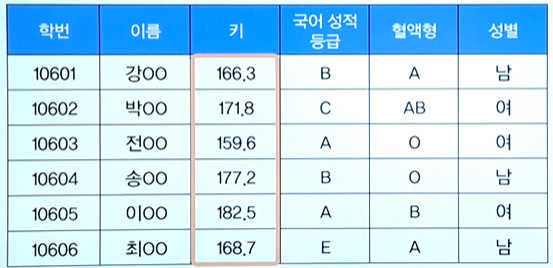 학번 이름 키 국어 성적 등급 혈액형 성별
10601 강OO 166.3 B A 남
10602 박OO 171.8 C AB 여
10603 전OO 159.6 A O 여
10604 송OO 177.2 B O 남
10605 이OO 182.5 A B 여
10606 최OO 168.7 E A 남